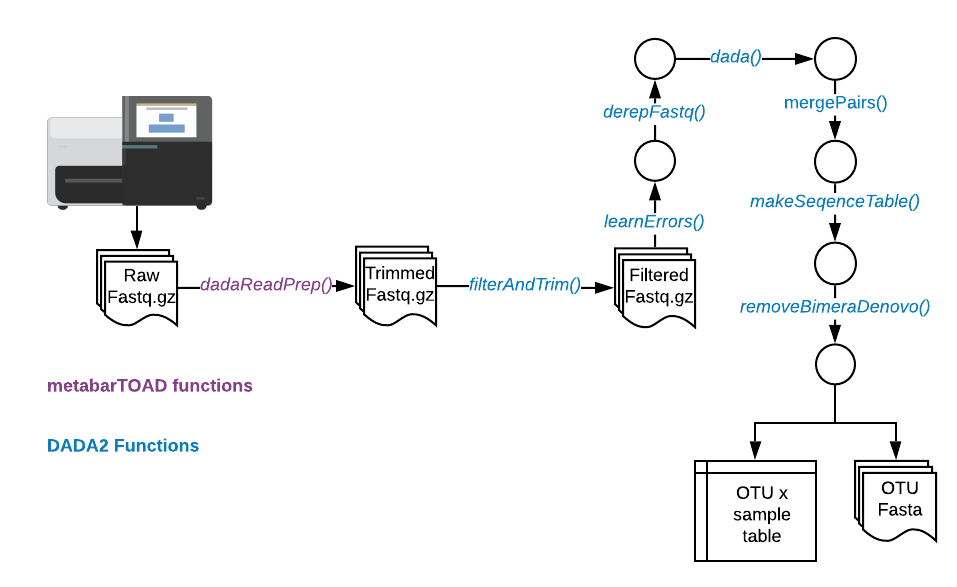 dada()
mergePairs()
derepFastq()
makeSeqenceTable()
learnErrors()
Raw
Fastq.gz
dadaReadPrep()
Trimmed
Fastq.gz
filterAndTrim()
Filtered
Fastq.gz
removeBimeraDenovo()
metabarTOAD functions
DADA2 Functions
OTU x
sample
table
OTU
Fasta